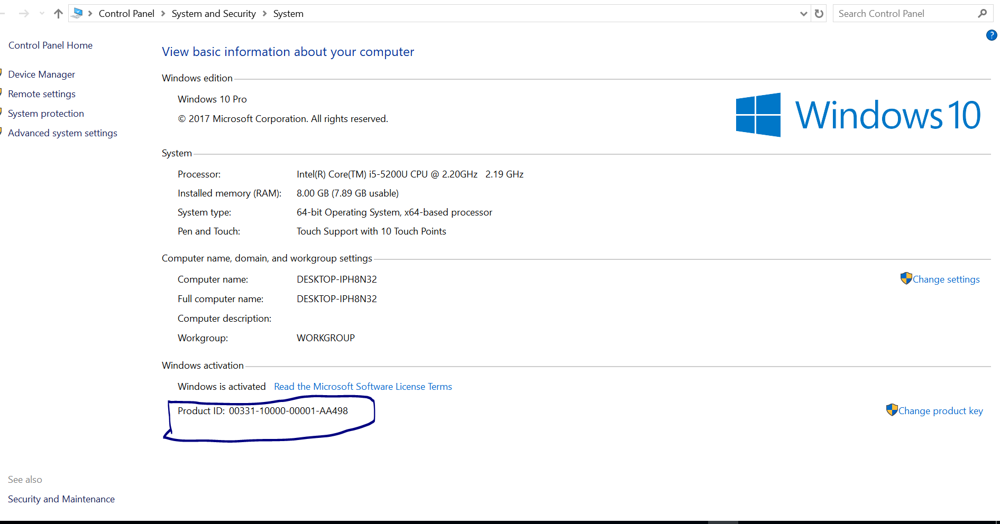 Control Panel > System and Security > System
Search Control Panel
?
Control Panel Home
Device Manager
Remote settings
System protection
Advanced system settings
View basic information about your computer
Windows edition
Windows 10 Pro
© 2017 Microsoft Corporation. All rights reserved.
Windows 10
System
Processor: Intel(R) Core(TM) i5-5200U CPU @ 2.20GHz 2.19 GHz
Installed memory (RAM): 8.00 GB (7.89 GB usable)
System type: 64-bit Operating System, x64-based processor
Pen and Touch: Touch Support with 10 Touch Points
Computer name, domain, and workgroup settings
Computer name: DESKTOP-IPH8N32
Change settings
Full computer name: DESKTOP-IPH8N32
Computer description:
Workgroup: WORKGROUP
Windows activation
Windows is activated Read the Microsoft Software License Terms
Product ID: 00331-10000-00001-AA498
Change product key
See also
Security and Maintenance